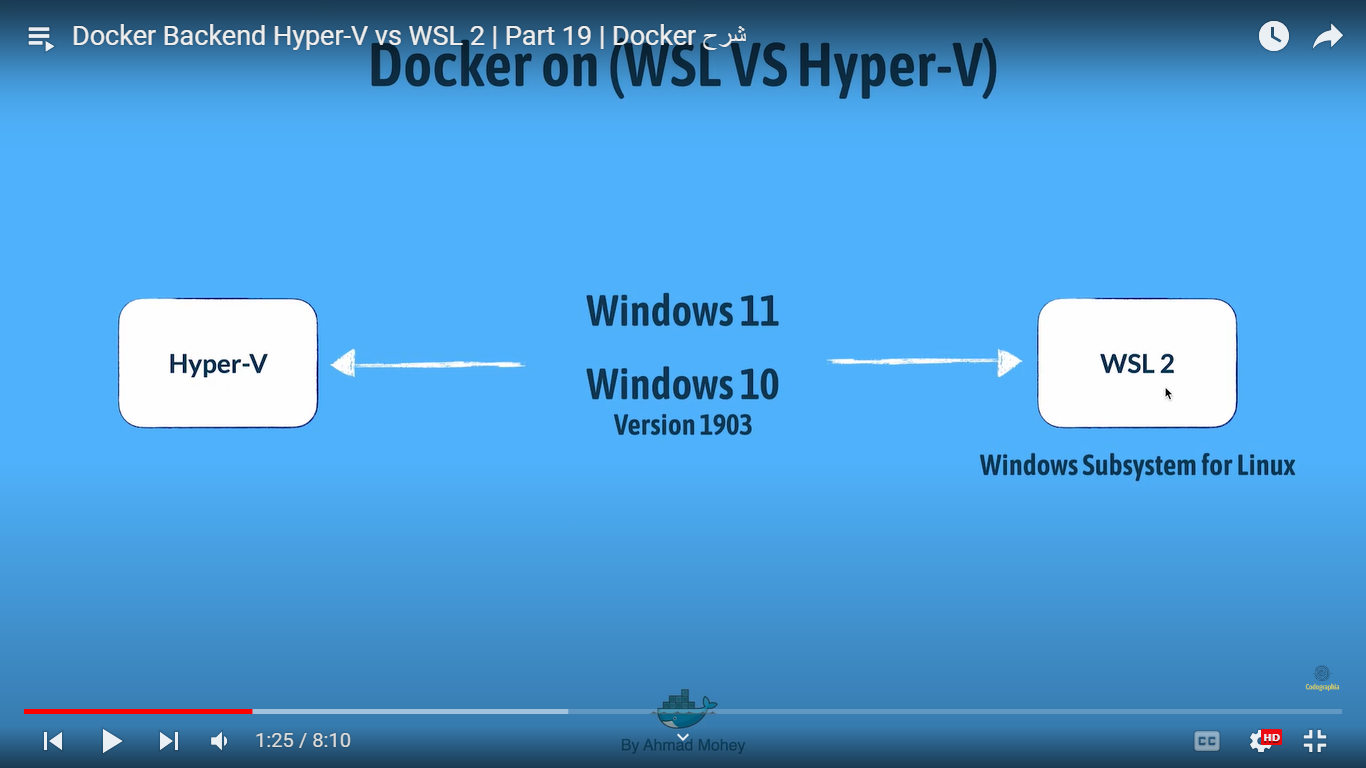 Docker Backend Hyper-V vs WSL 2 | Part 19 | Docker شرح
Docker on (WSL VS Hyper-V)
Windows 11
Hyper-V
WSL 2
Windows 10
Version 1903
Windows Subsystem for Linux
Codographia
1:25 / 8:10
By Ahmad Mohey
CC
HD